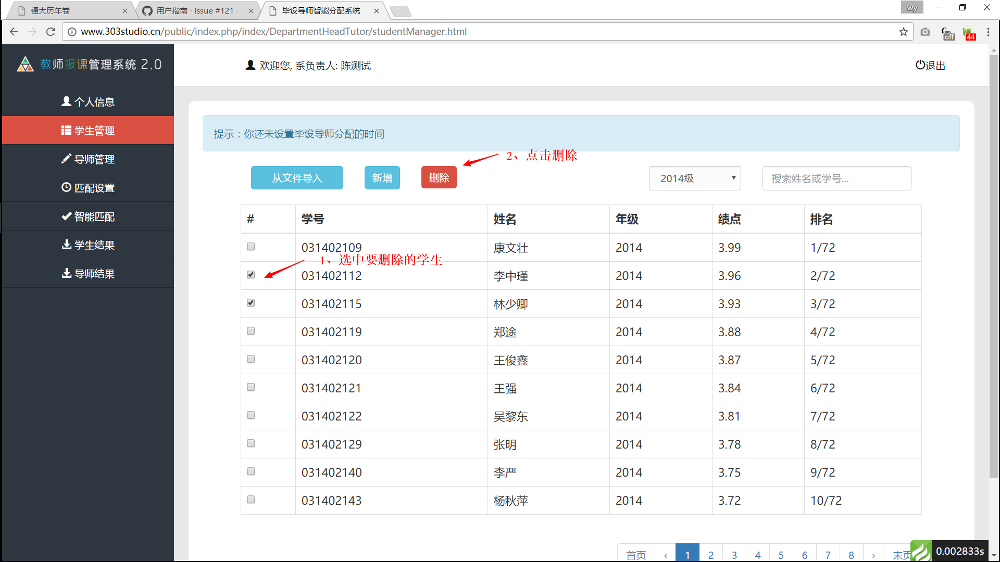 福大历年卷
用户指南 · Issue #121 ·
毕设导师智能分配系统
wy
www.303studio.cn/public/index.php/index/DepartmentHeadTutor/studentManager.html
off
44
教师报课管理系统 2.0
欢迎您, 系负责人: 陈测试
退出
个人信息
学生管理
导师管理
匹配设置
智能匹配
学生结果
导师结果
提示：你还未设置毕设导师分配的时间
2、点击删除
从文件导入
新增
删除
2014级
搜索姓名或学号...
# 学号 姓名 年级 绩点 排名
031402109 康文壮 2014 3.99 1/72
1、选中要删除的学生
031402112 李中瑾 2014 3.96 2/72
031402115 林少卿 2014 3.93 3/72
031402119 郑途 2014 3.88 4/72
031402120 王俊鑫 2014 3.87 5/72
031402121 王强 2014 3.84 6/72
031402122 吴黎东 2014 3.81 7/72
031402129 张明 2014 3.78 8/72
031402140 李严 2014 3.75 9/72
031402143 杨秋萍 2014 3.72 10/72
首页 ‹ 1 2 3 4 5 6 7 8 › 末页
0.002833s